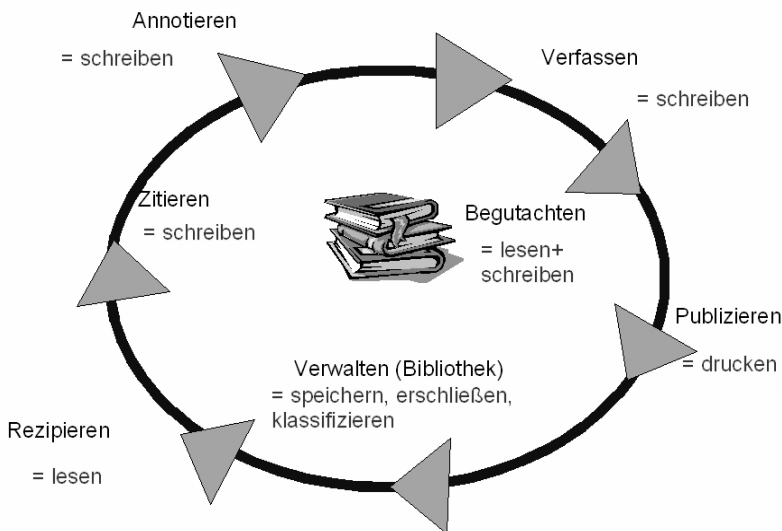 Annotieren
= schreiben
Verfassen
= schreiben
Zitieren
= schreiben
Begutachten
= lesen+
schreiben
Publizieren
= drucken
Verwalten (Bibliothek)
= speichern, erschließen,
klassifizieren
Rezipieren
= lesen